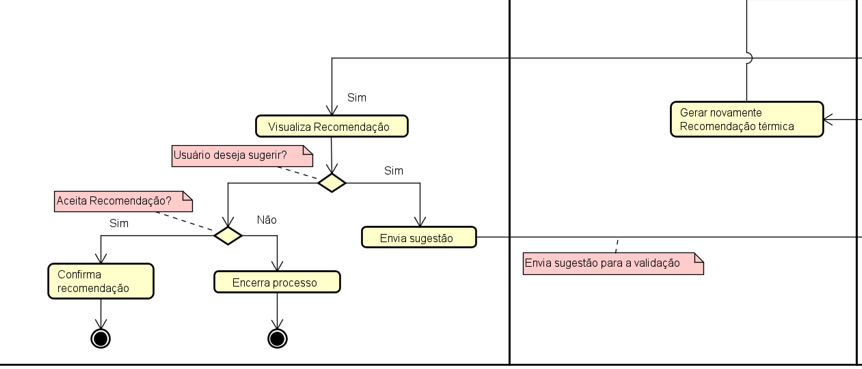 Sim
Visualiza Recomendação
Gerar novamente
Recomendação térmica
Usuário deseja sugerir?
Sim
Aceita Recomendação?
Sim
Não
Envia sugestão
Envia sugestão para a validação
Confirma
recomendação
Encerra processo